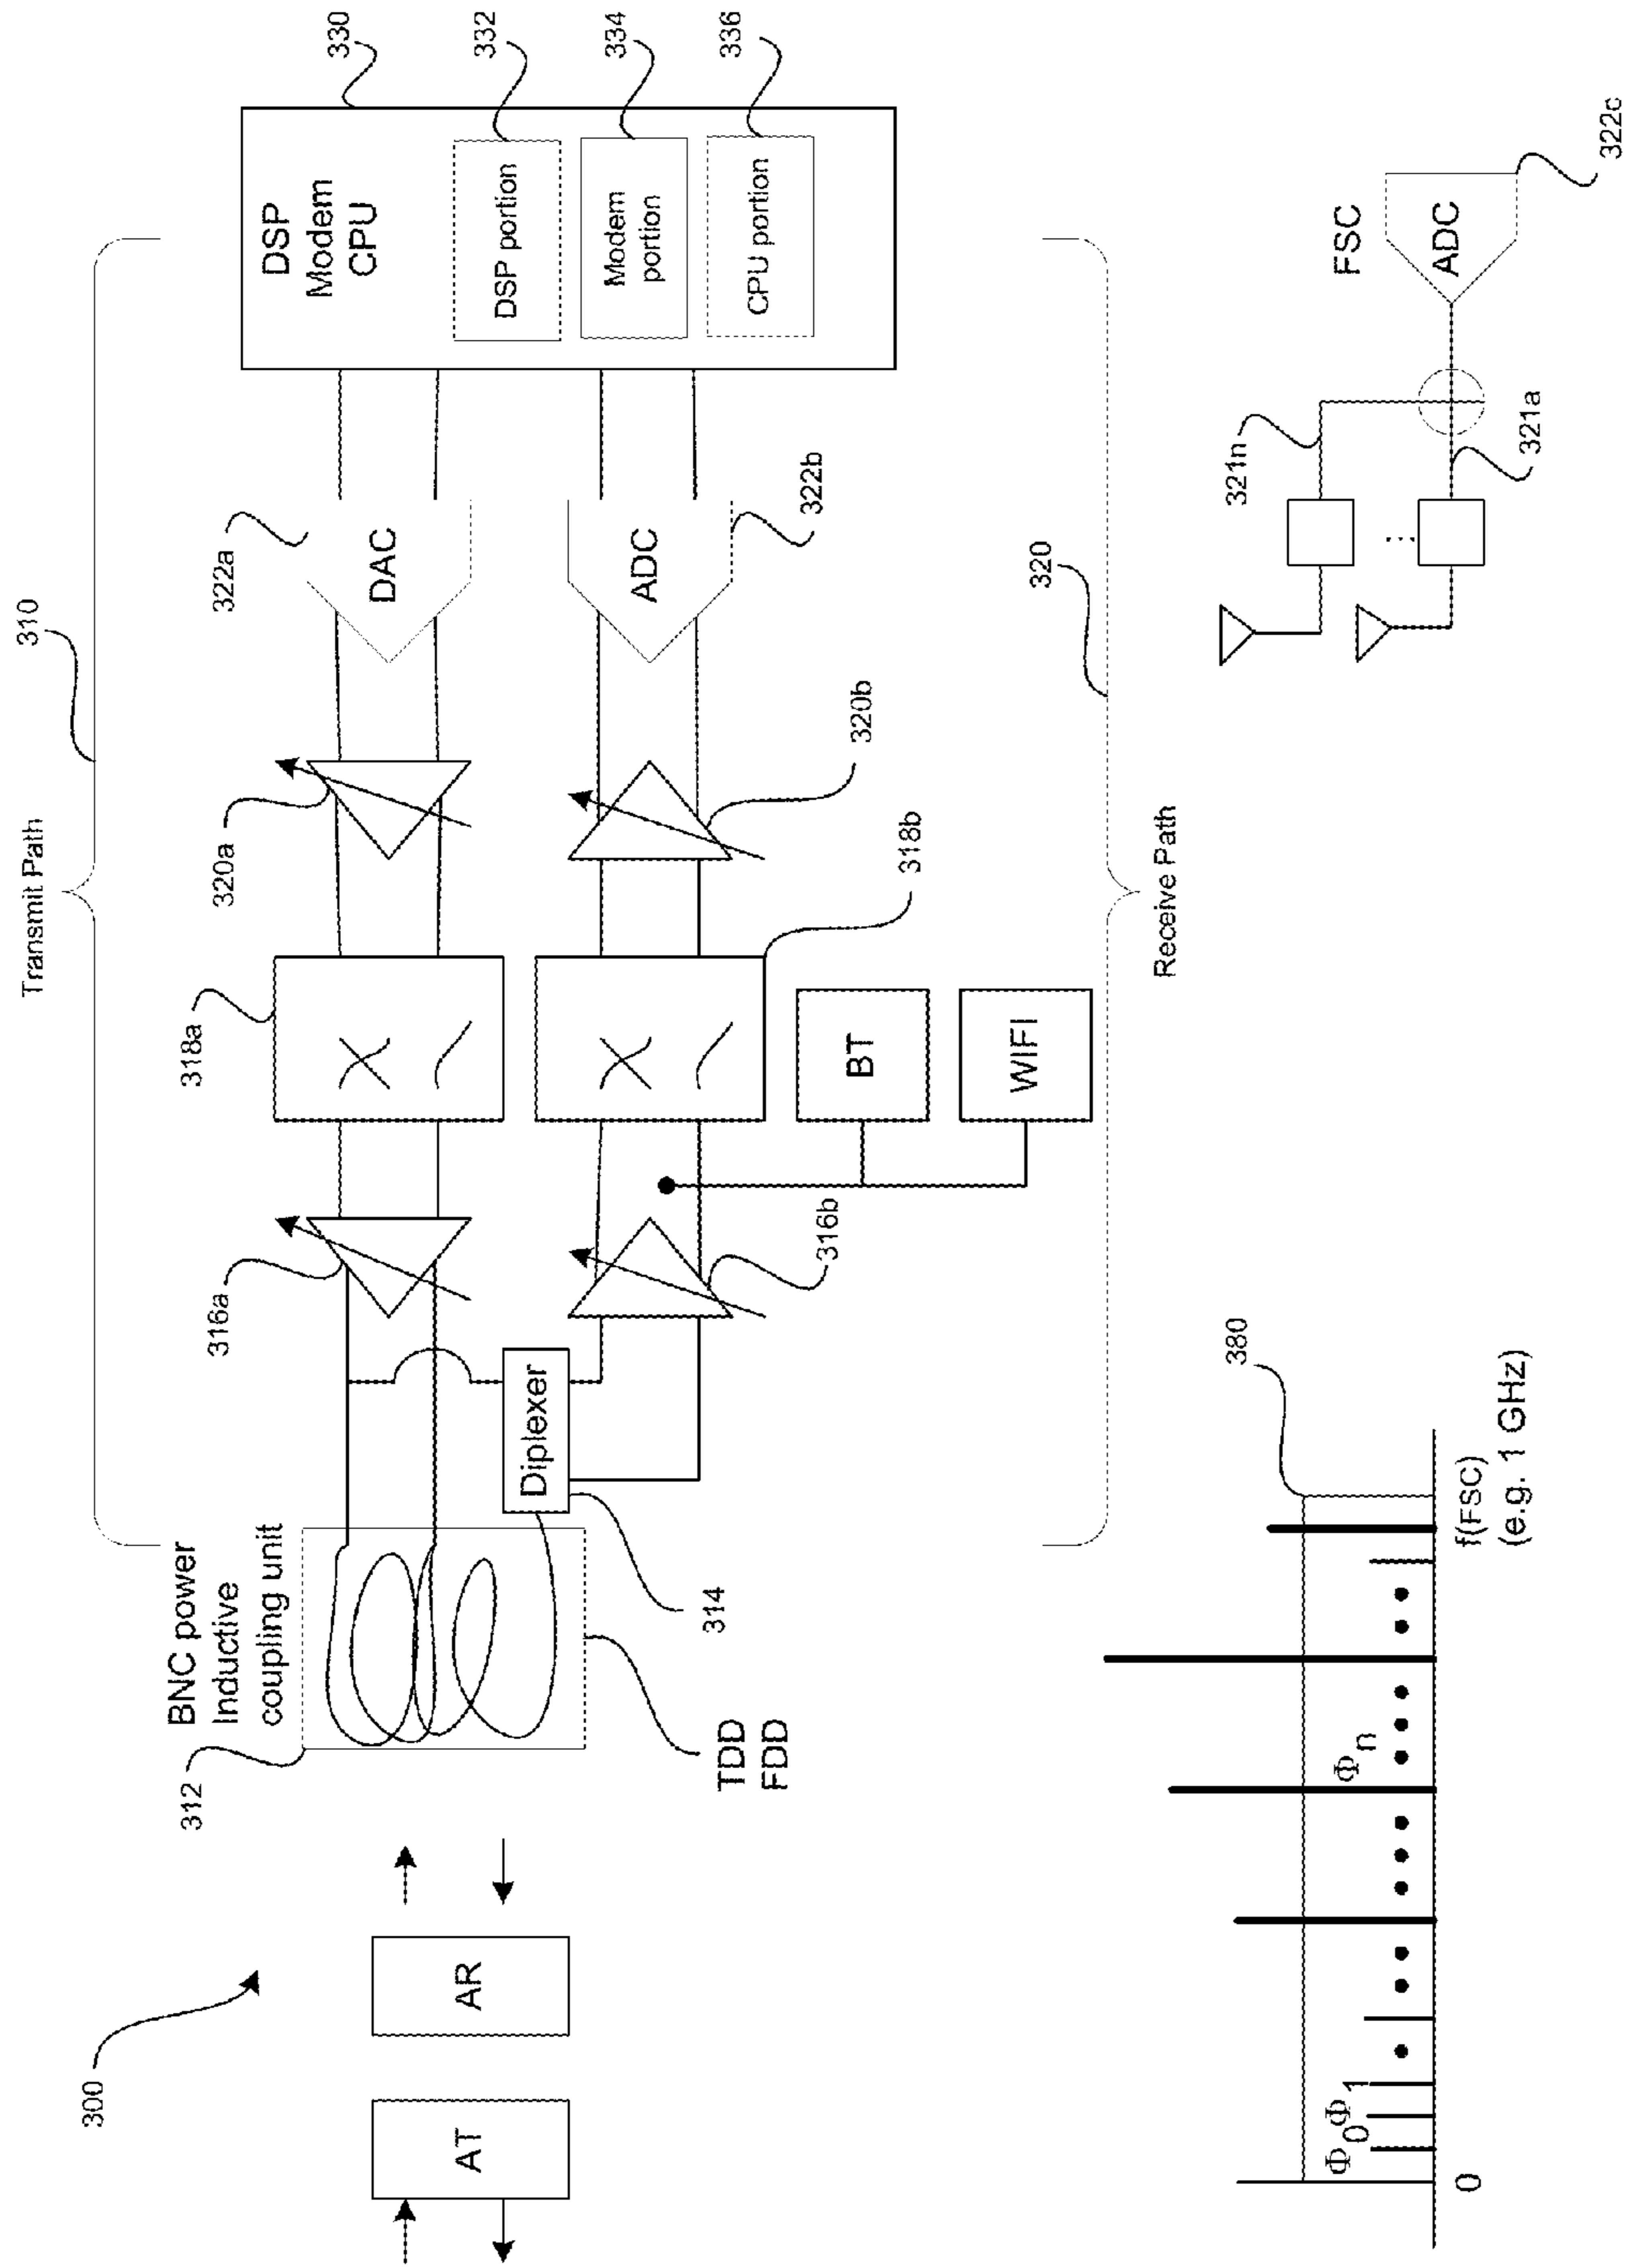 Transmit Path
310
300
312
BNC power
Inductive
coupling unit
316a
318a
320a
322a
330
332
334
336
DSP
Modem
CPU
DSP portion
Modem
portion
CPU portion
DAC
ADC
322b
320b
318b
316b
Diplexer
314
TDD
FDD
AT
AR
BT
WIFI
320
Receive Path
380
Φ0
Φ1
Φn
0
f(FSC)
(e.g. 1 GHz)
321n
321a
FSC
ADC
322c